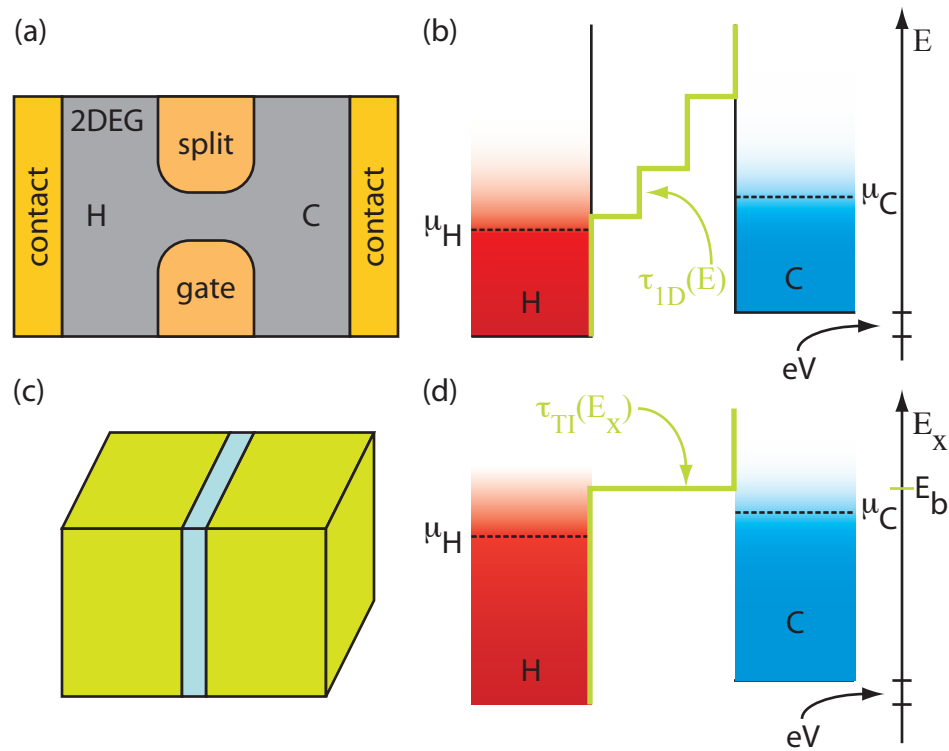 (a)
2DEG
split
contact
H
C
contact
gate
(b)
E
μC
μH
τ1D(E)
H
C
eV
(c)
(d)
τTI(Ex)
Ex
Eb
μC
μH
C
H
eV